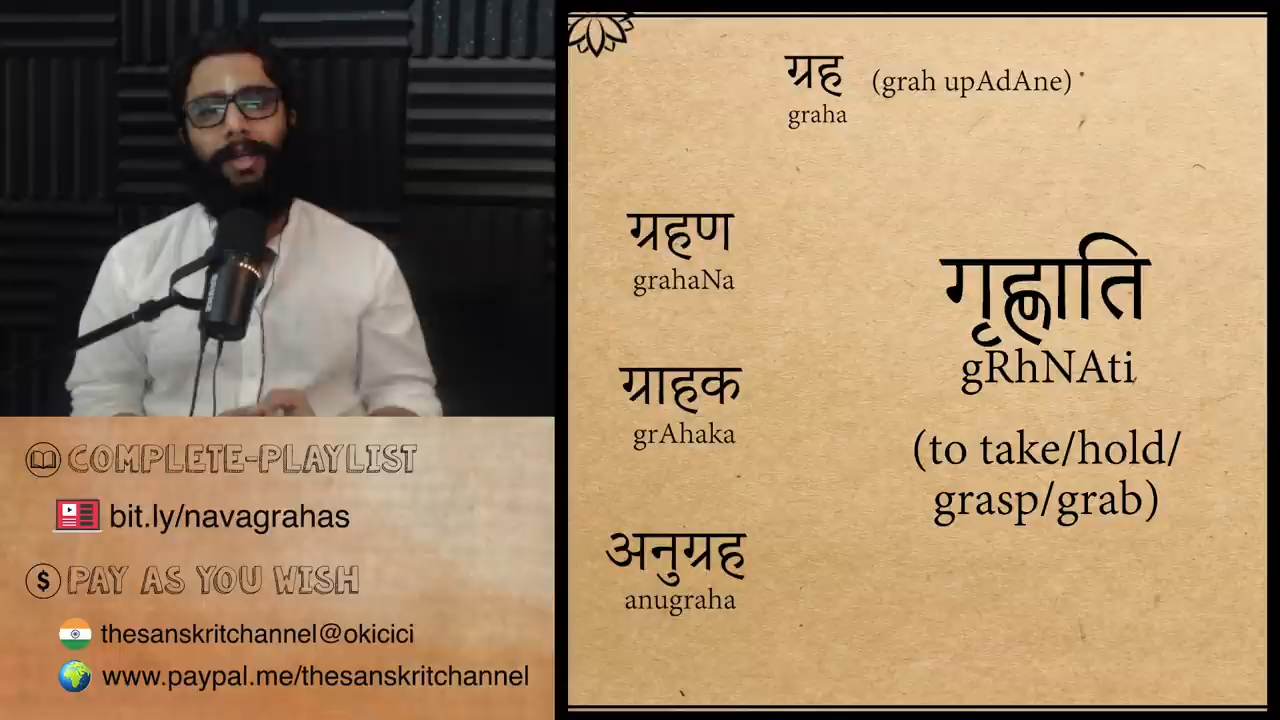 ग्रह (grah upAdAne)
graha
ग्रहण
grahaNa
ग्राहक
grAhaka
अनुग्रह
anugraha
गृह्णाति
gRhNAti
(to take/hold/
grasp/grab)
COMPLETE-PLAYLIST
bit.ly/navagrahas
$ PAY AS YOU WISH
thesanskritchannel@okicici
www.paypal.me/thesanskritchannel